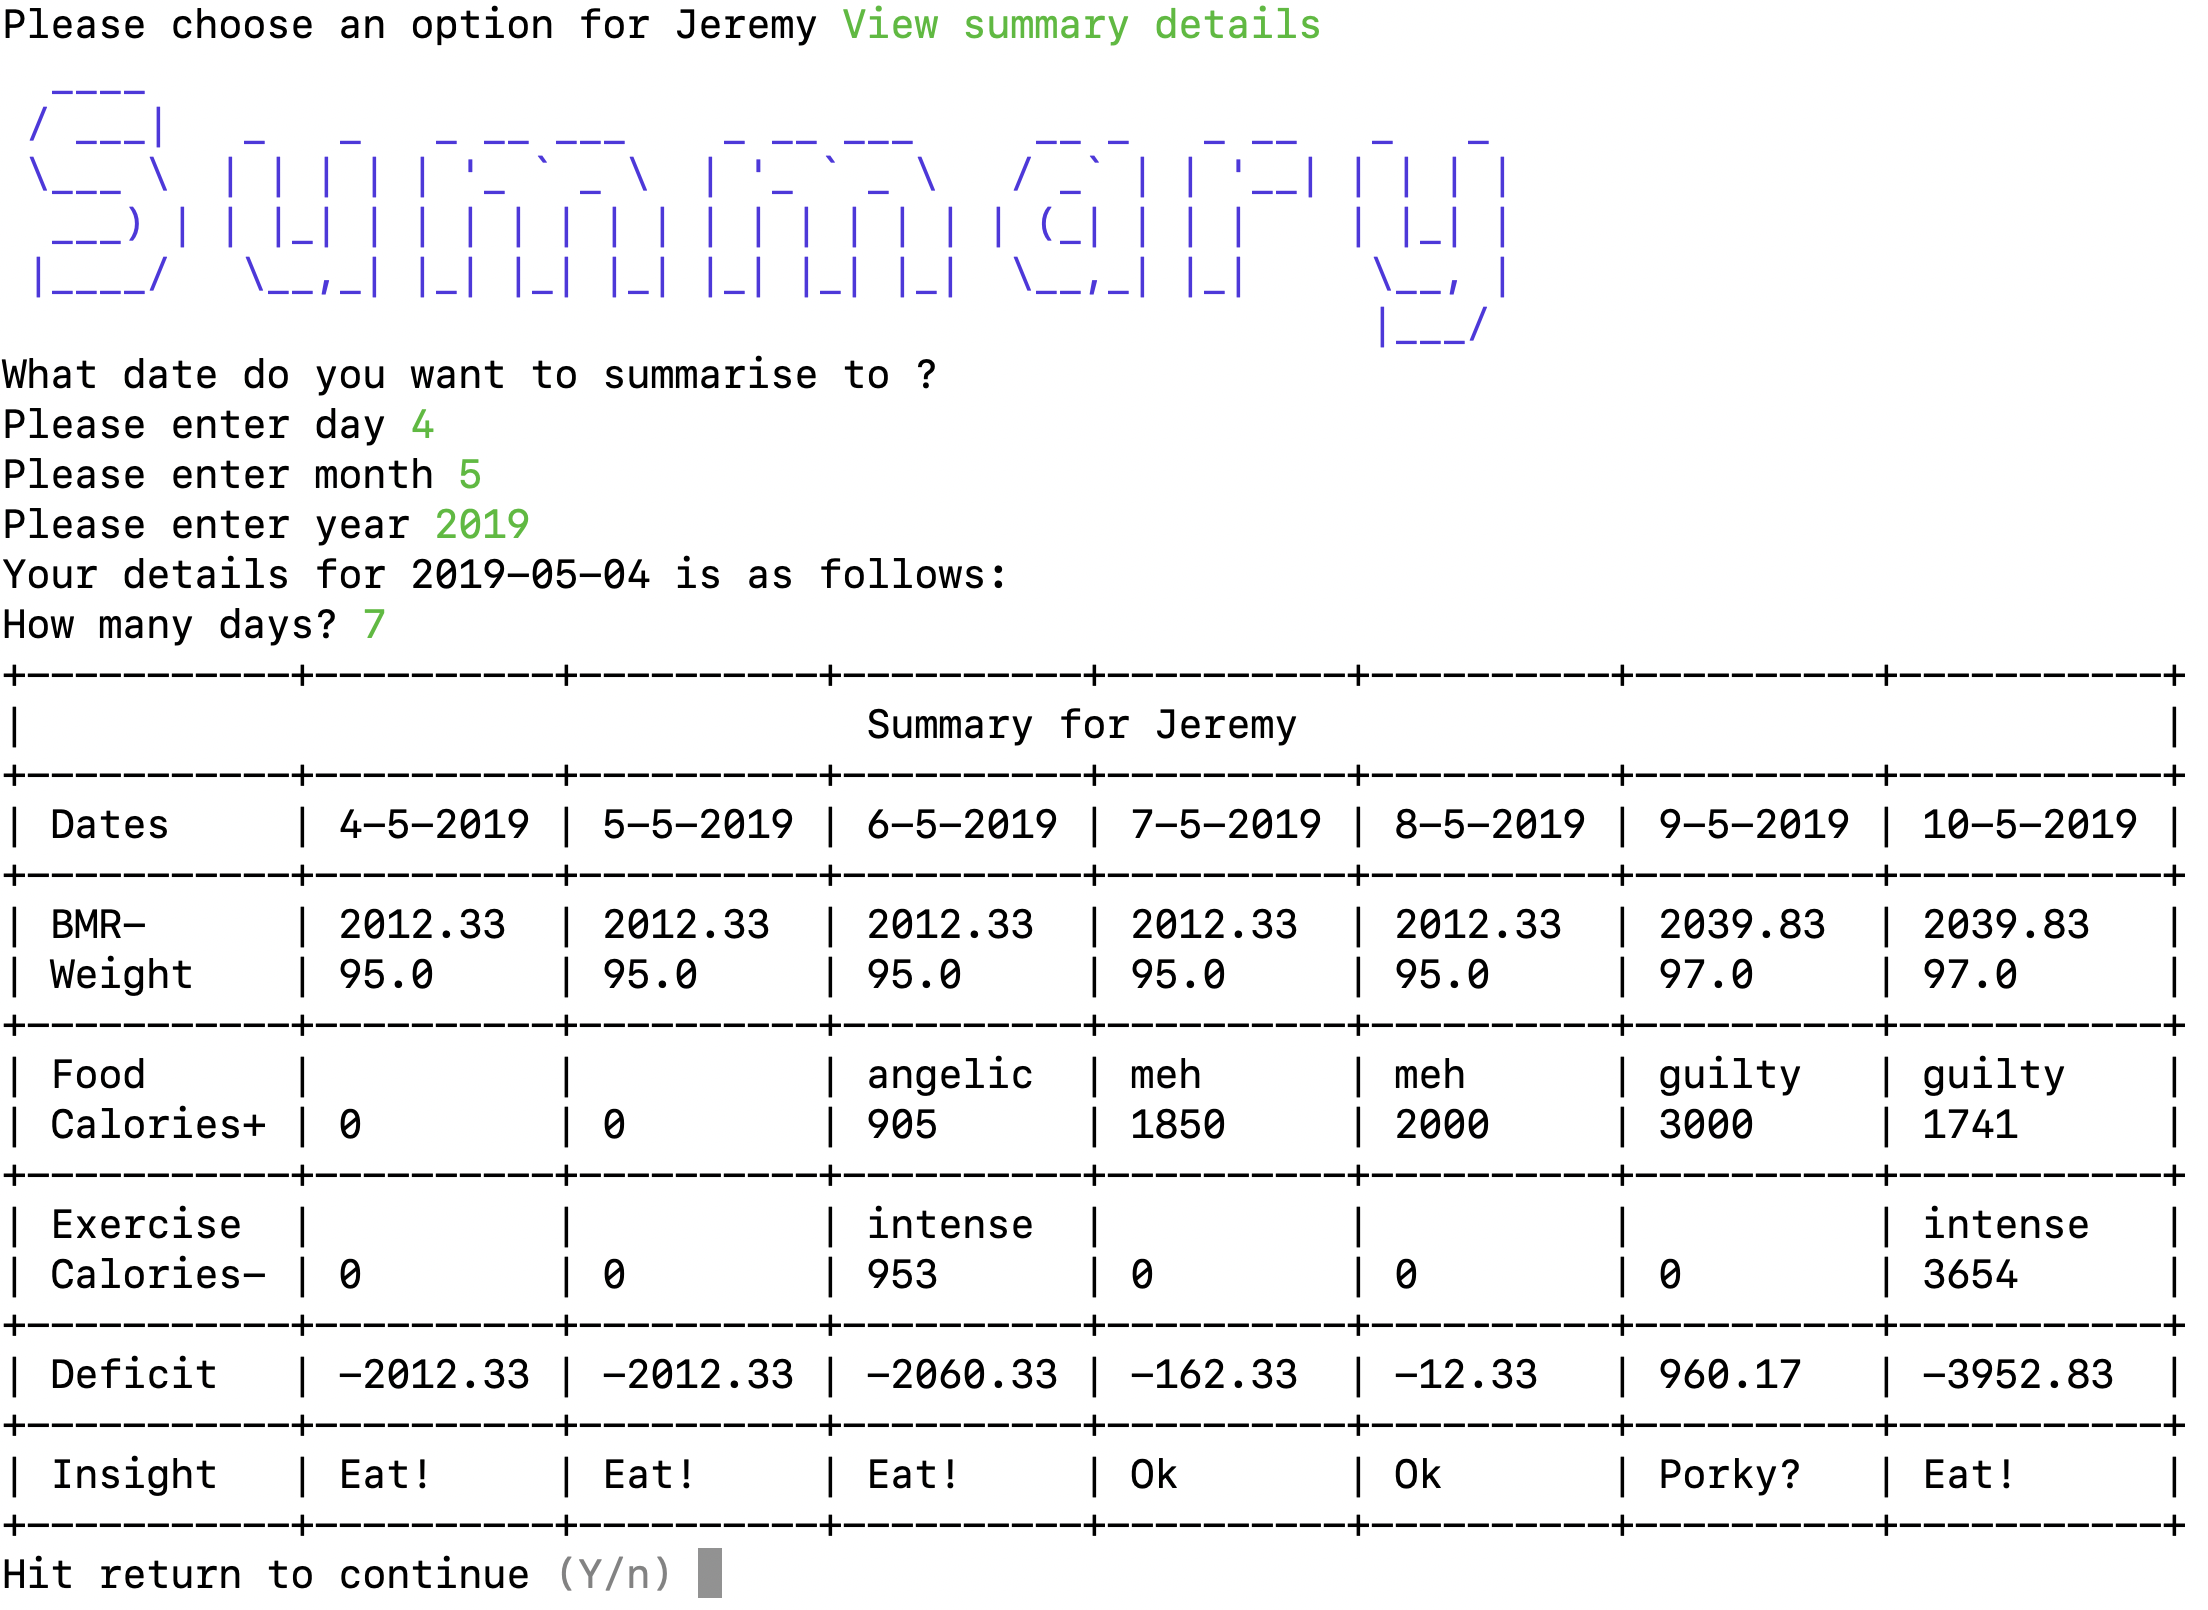 Please choose an option for Jeremy View summary details
Summary
What date do you want to summarise to ?
Please enter day 4
Please enter month 5
Please enter year 2019
Your details for 2019-05-04 is as follows:
How many days? 7
Summary for Jeremy
| Dates | 4-5-2019 | 5-5-2019 | 6-5-2019 | 7-5-2019 | 8-5-2019 | 9-5-2019 | 10-5-2019 |
| BMR- | 2012.33 | 2012.33 | 2012.33 | 2012.33 | 2012.33 | 2039.83 | 2039.83 |
| Weight | 95.0 | 95.0 | 95.0 | 95.0 | 95.0 | 97.0 | 97.0 |
| Food | | | angelic | meh | meh | guilty | guilty |
| Calories+ | 0 | 0 | 905 | 1850 | 2000 | 3000 | 1741 |
| Exercise | | | intense | | | | intense |
| Calories- | 0 | 0 | 953 | 0 | 0 | 0 | 3654 |
| Deficit | -2012.33 | -2012.33 | -2060.33 | -162.33 | -12.33 | 960.17 | -3952.83 |
| Insight | Eat! | Eat! | Eat! | Ok | Ok | Porky? | Eat! |
Hit return to continue (Y/n)